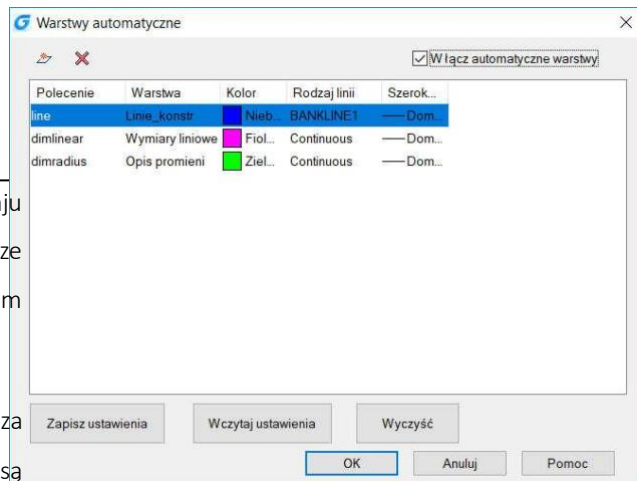 Warstwy automatyczne
Włącz automatyczne warstwy
Polecenie Warstwa Kolor Rodzaj linii Szerok...
line Linie_konstr Nieb... BANKLINE1 Dom...
dimlinear Wymiary liniowe Fiol... Continuous Dom...
dimradius Opis promieni Ziel... Continuous Dom...
ju
ze
m
za
Zapisz ustawienia Wczytaj ustawienia Wyczyść
są
OK Anuluj Pomoc